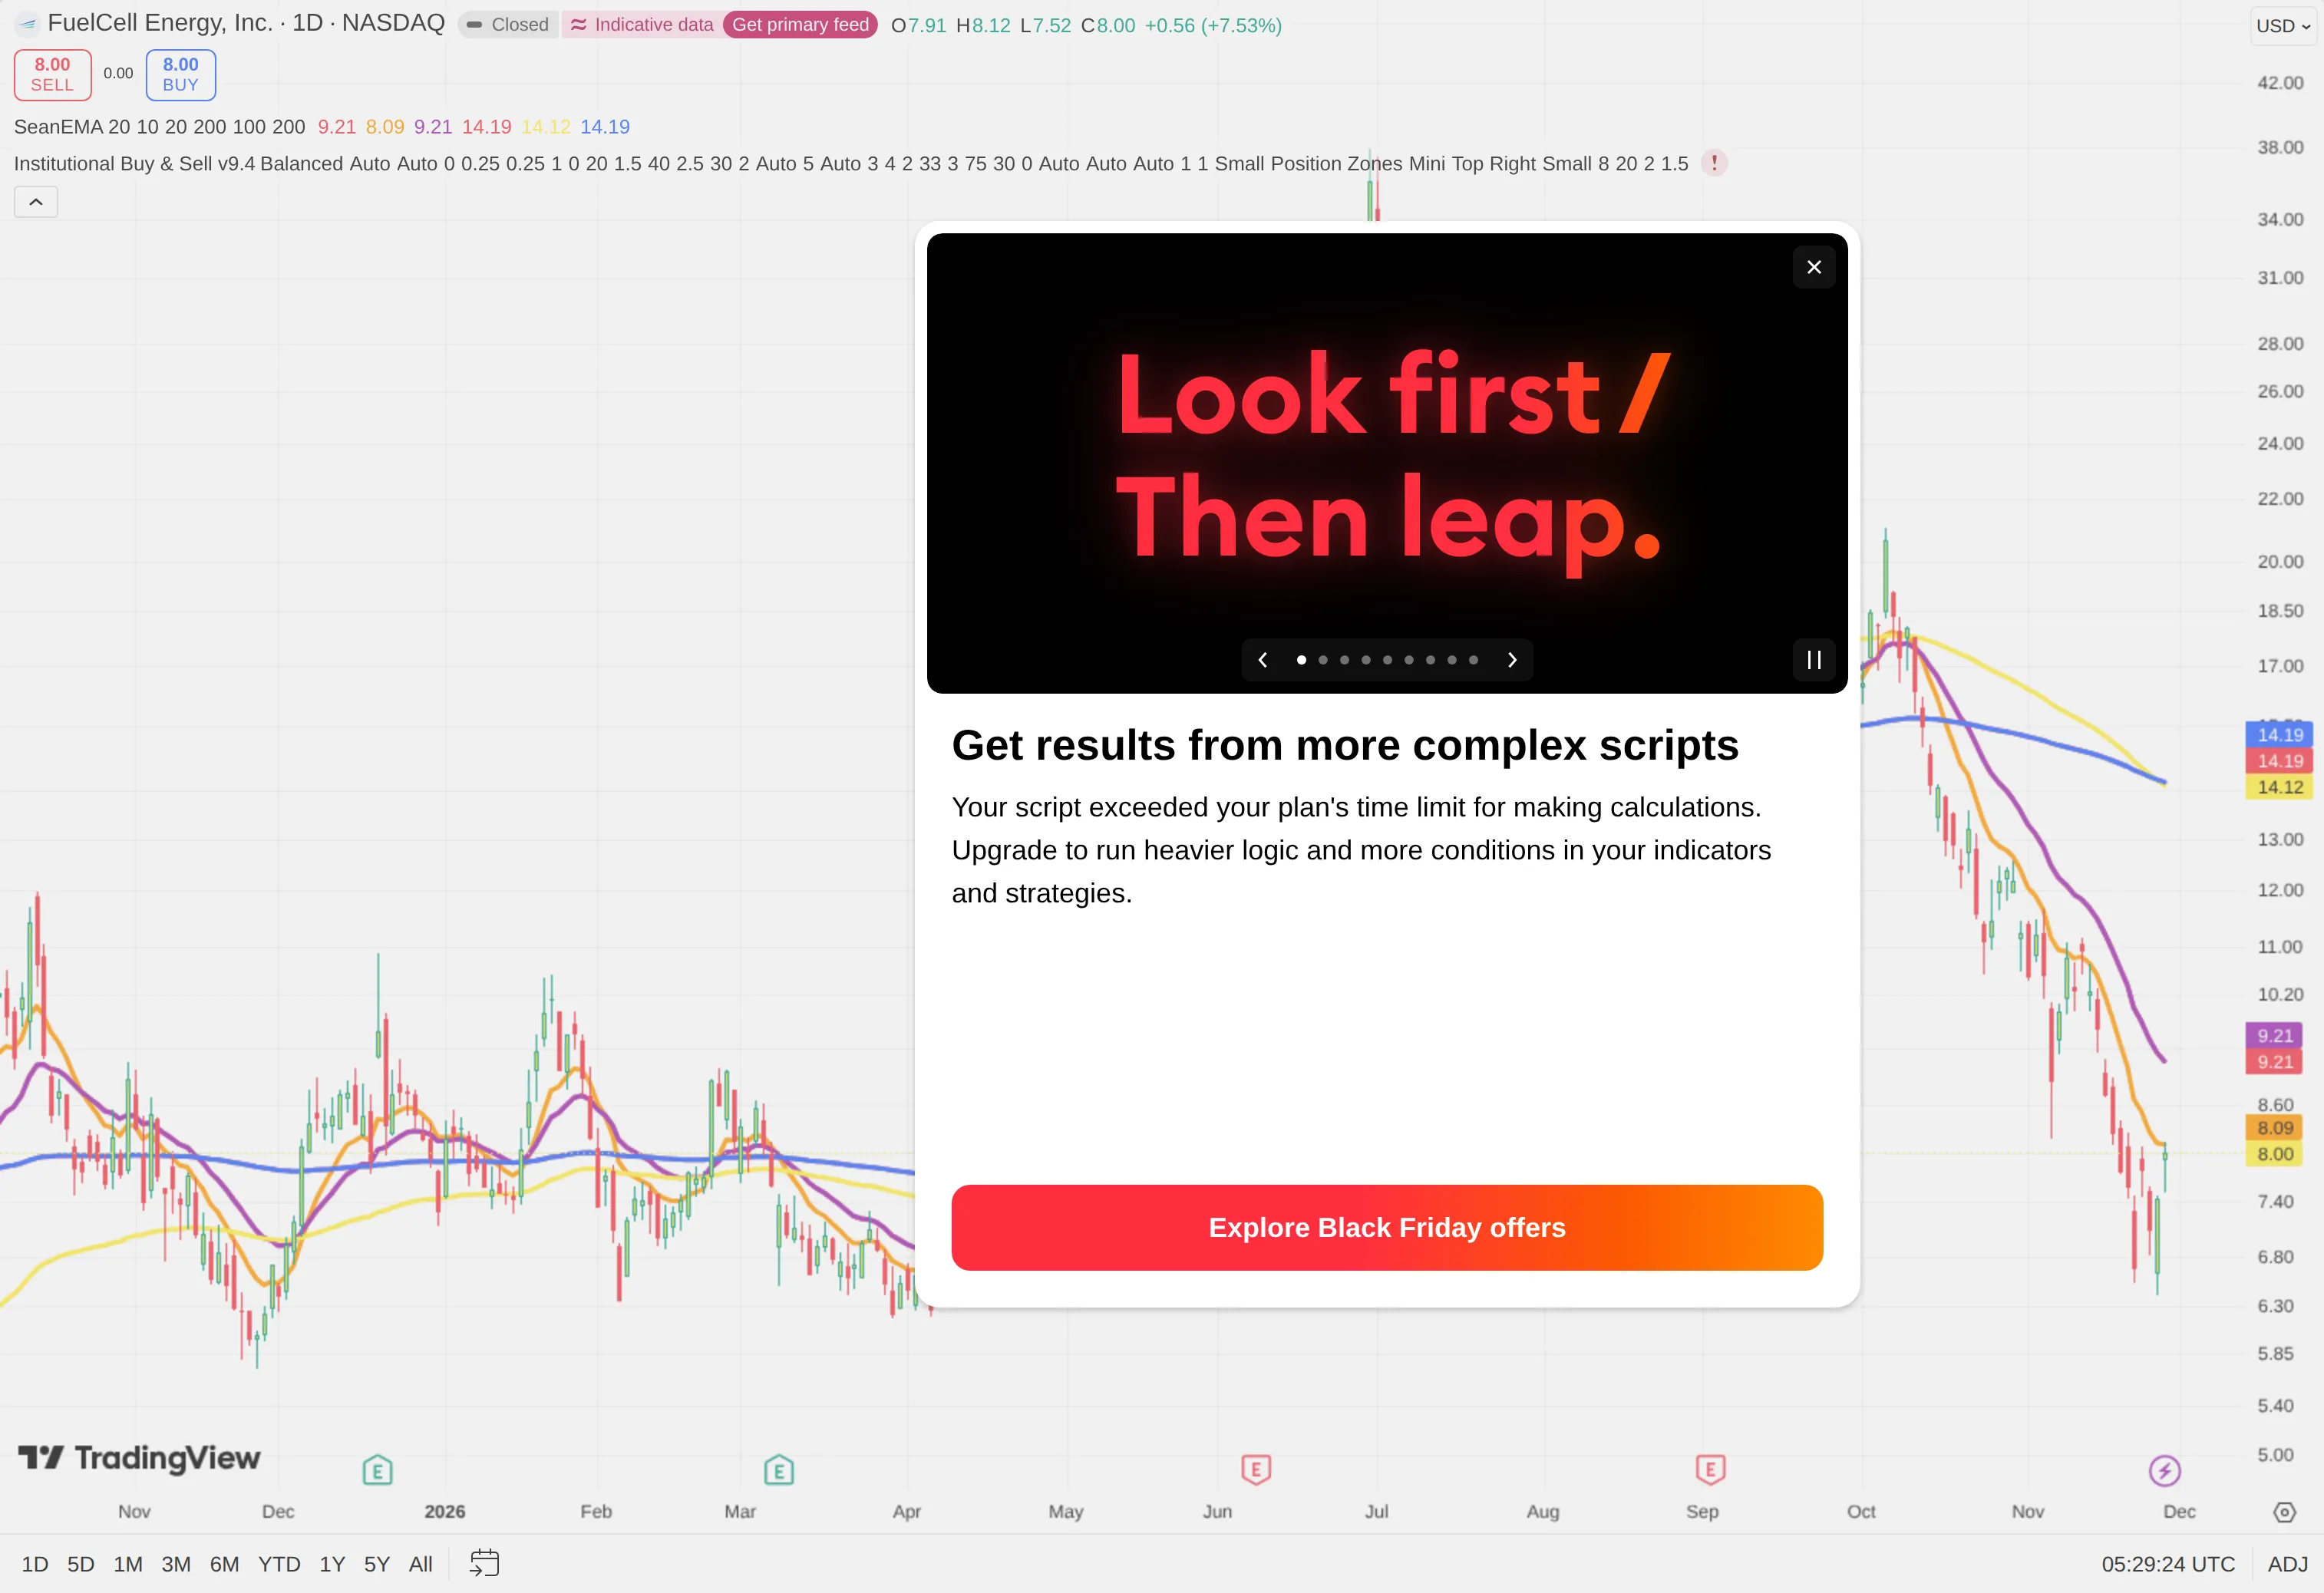 FuelCell Energy, Inc. · 1D · NASDAQ Closed Indicative data Get primary feed O7.91 H8.12 L7.52 C8.00 +0.56 (+7.53%)
USD
8.00 SELL
0.00
8.00 BUY
SeanEMA 20 10 20 200 100 200 9.21 8.09 9.21 14.19 14.12 14.19
Institutional Buy & Sell v9.4 Balanced Auto Auto 0 0.25 0.25 1 0 20 1.5 40 2.5 30 2 Auto 5 Auto 3 4 2 33 3 75 30 0 Auto Auto Auto 1 1 Small Position Zones Mini Top Right Small 8 20 2 1.5
Look first /
Then leap.
Get results from more complex scripts
Your script exceeded your plan's time limit for making calculations.
Upgrade to run heavier logic and more conditions in your indicators
and strategies.
Explore Black Friday offers
42.00
38.00
34.00
31.00
28.00
26.00
24.00
22.00
20.00
18.50
17.00
14.19
14.19
14.12
13.00
12.00
11.00
10.20
9.21
9.21
8.60
8.09
8.00
7.40
6.80
6.30
5.85
5.40
5.00
TradingView
E E E E
Nov Dec 2026 Feb Mar Apr May Jun Jul Aug Sep Oct Nov Dec
1D 5D 1M 3M 6M YTD 1Y 5Y All
05:29:24 UTC ADJ